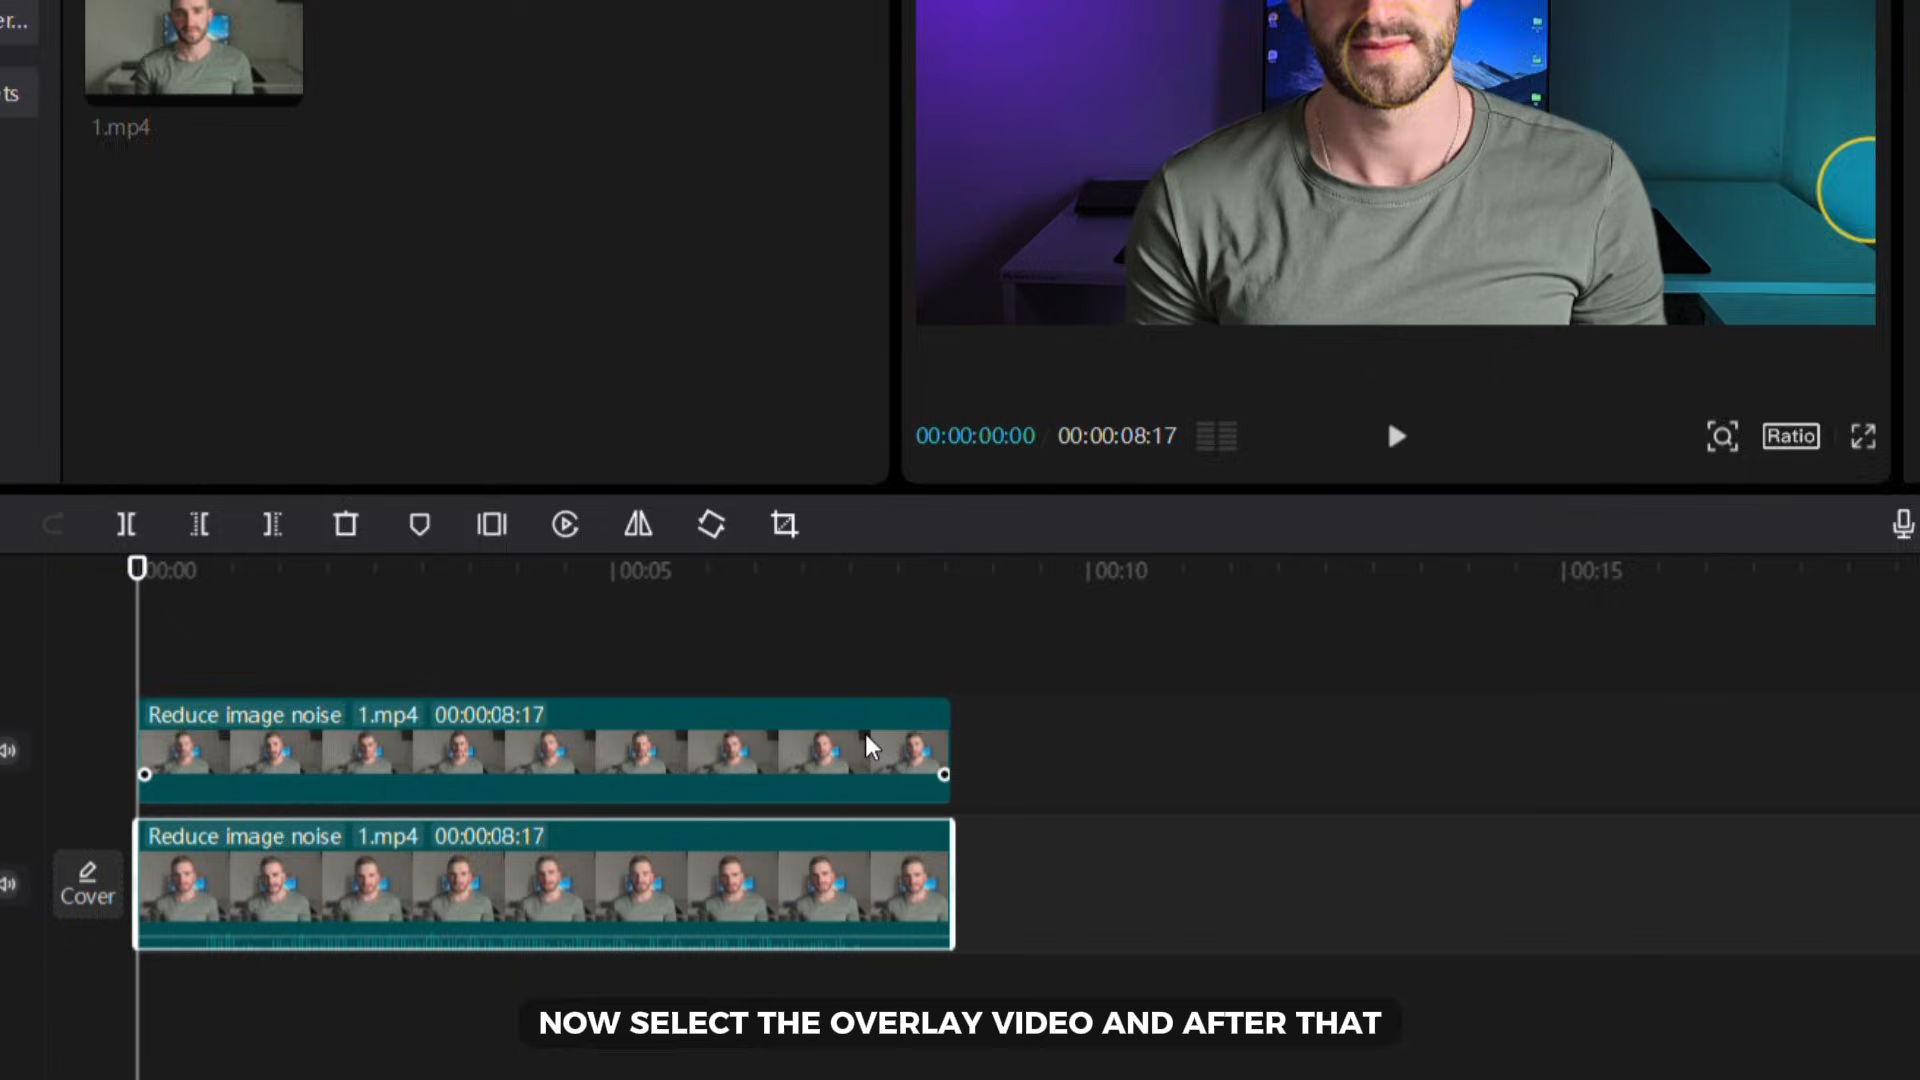 er...
ts
1.mp4
00:00:00:00 00:00:08:17
Ratio
00:00 00:05 00:10 00:15
Reduce image noise 1.mp4 00:00:08:17
Reduce image noise 1.mp4 00:00:08:17
Cover
NOW SELECT THE OVERLAY VIDEO AND AFTER THAT